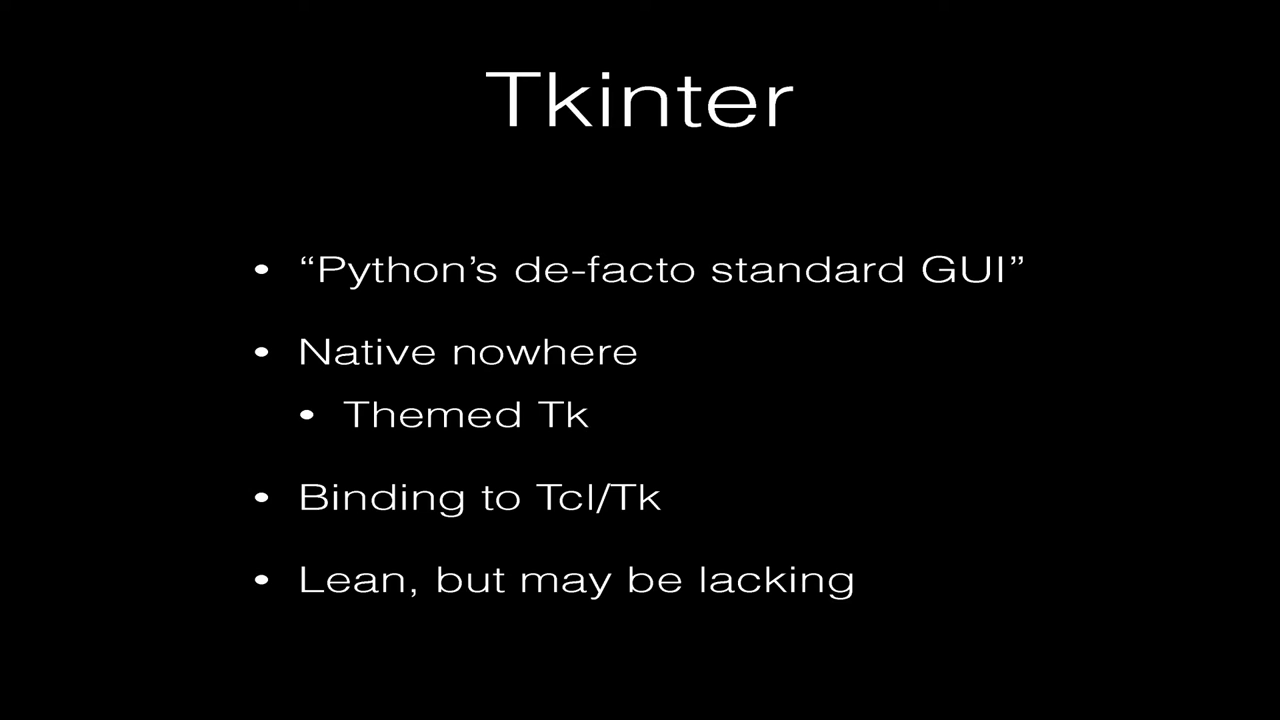 Tkinter
• “Python’s de-facto standard GUI”
• Native nowhere
• Themed Tk
• Binding to Tcl/Tk
• Lean, but may be lacking